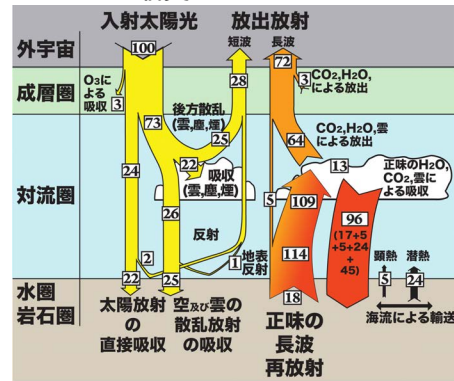 入射太陽光
放出放射
短波
長波
外宇宙
100
72
成層圏
O3に
よる
吸収
3
28
3
CO2,H2O,
による放出
73
後方散乱
(雲,塵,煙)
25
64
CO2,H2O,雲
による放出
対流圏
24
22
吸収
(雲,塵,煙)
26
反射
5
13
正味のH2O,
CO2,雲に
よる吸収
109
96
(17+5
+5+24
+
45)
114
2
1
地表
反射
顕熱
潜熱
5
24
水圏
岩石圏
22
25
18
太陽放射
の
直接吸収
空及び雲の
散乱放射
の吸収
正味の
長波
再放射
海流による輸送